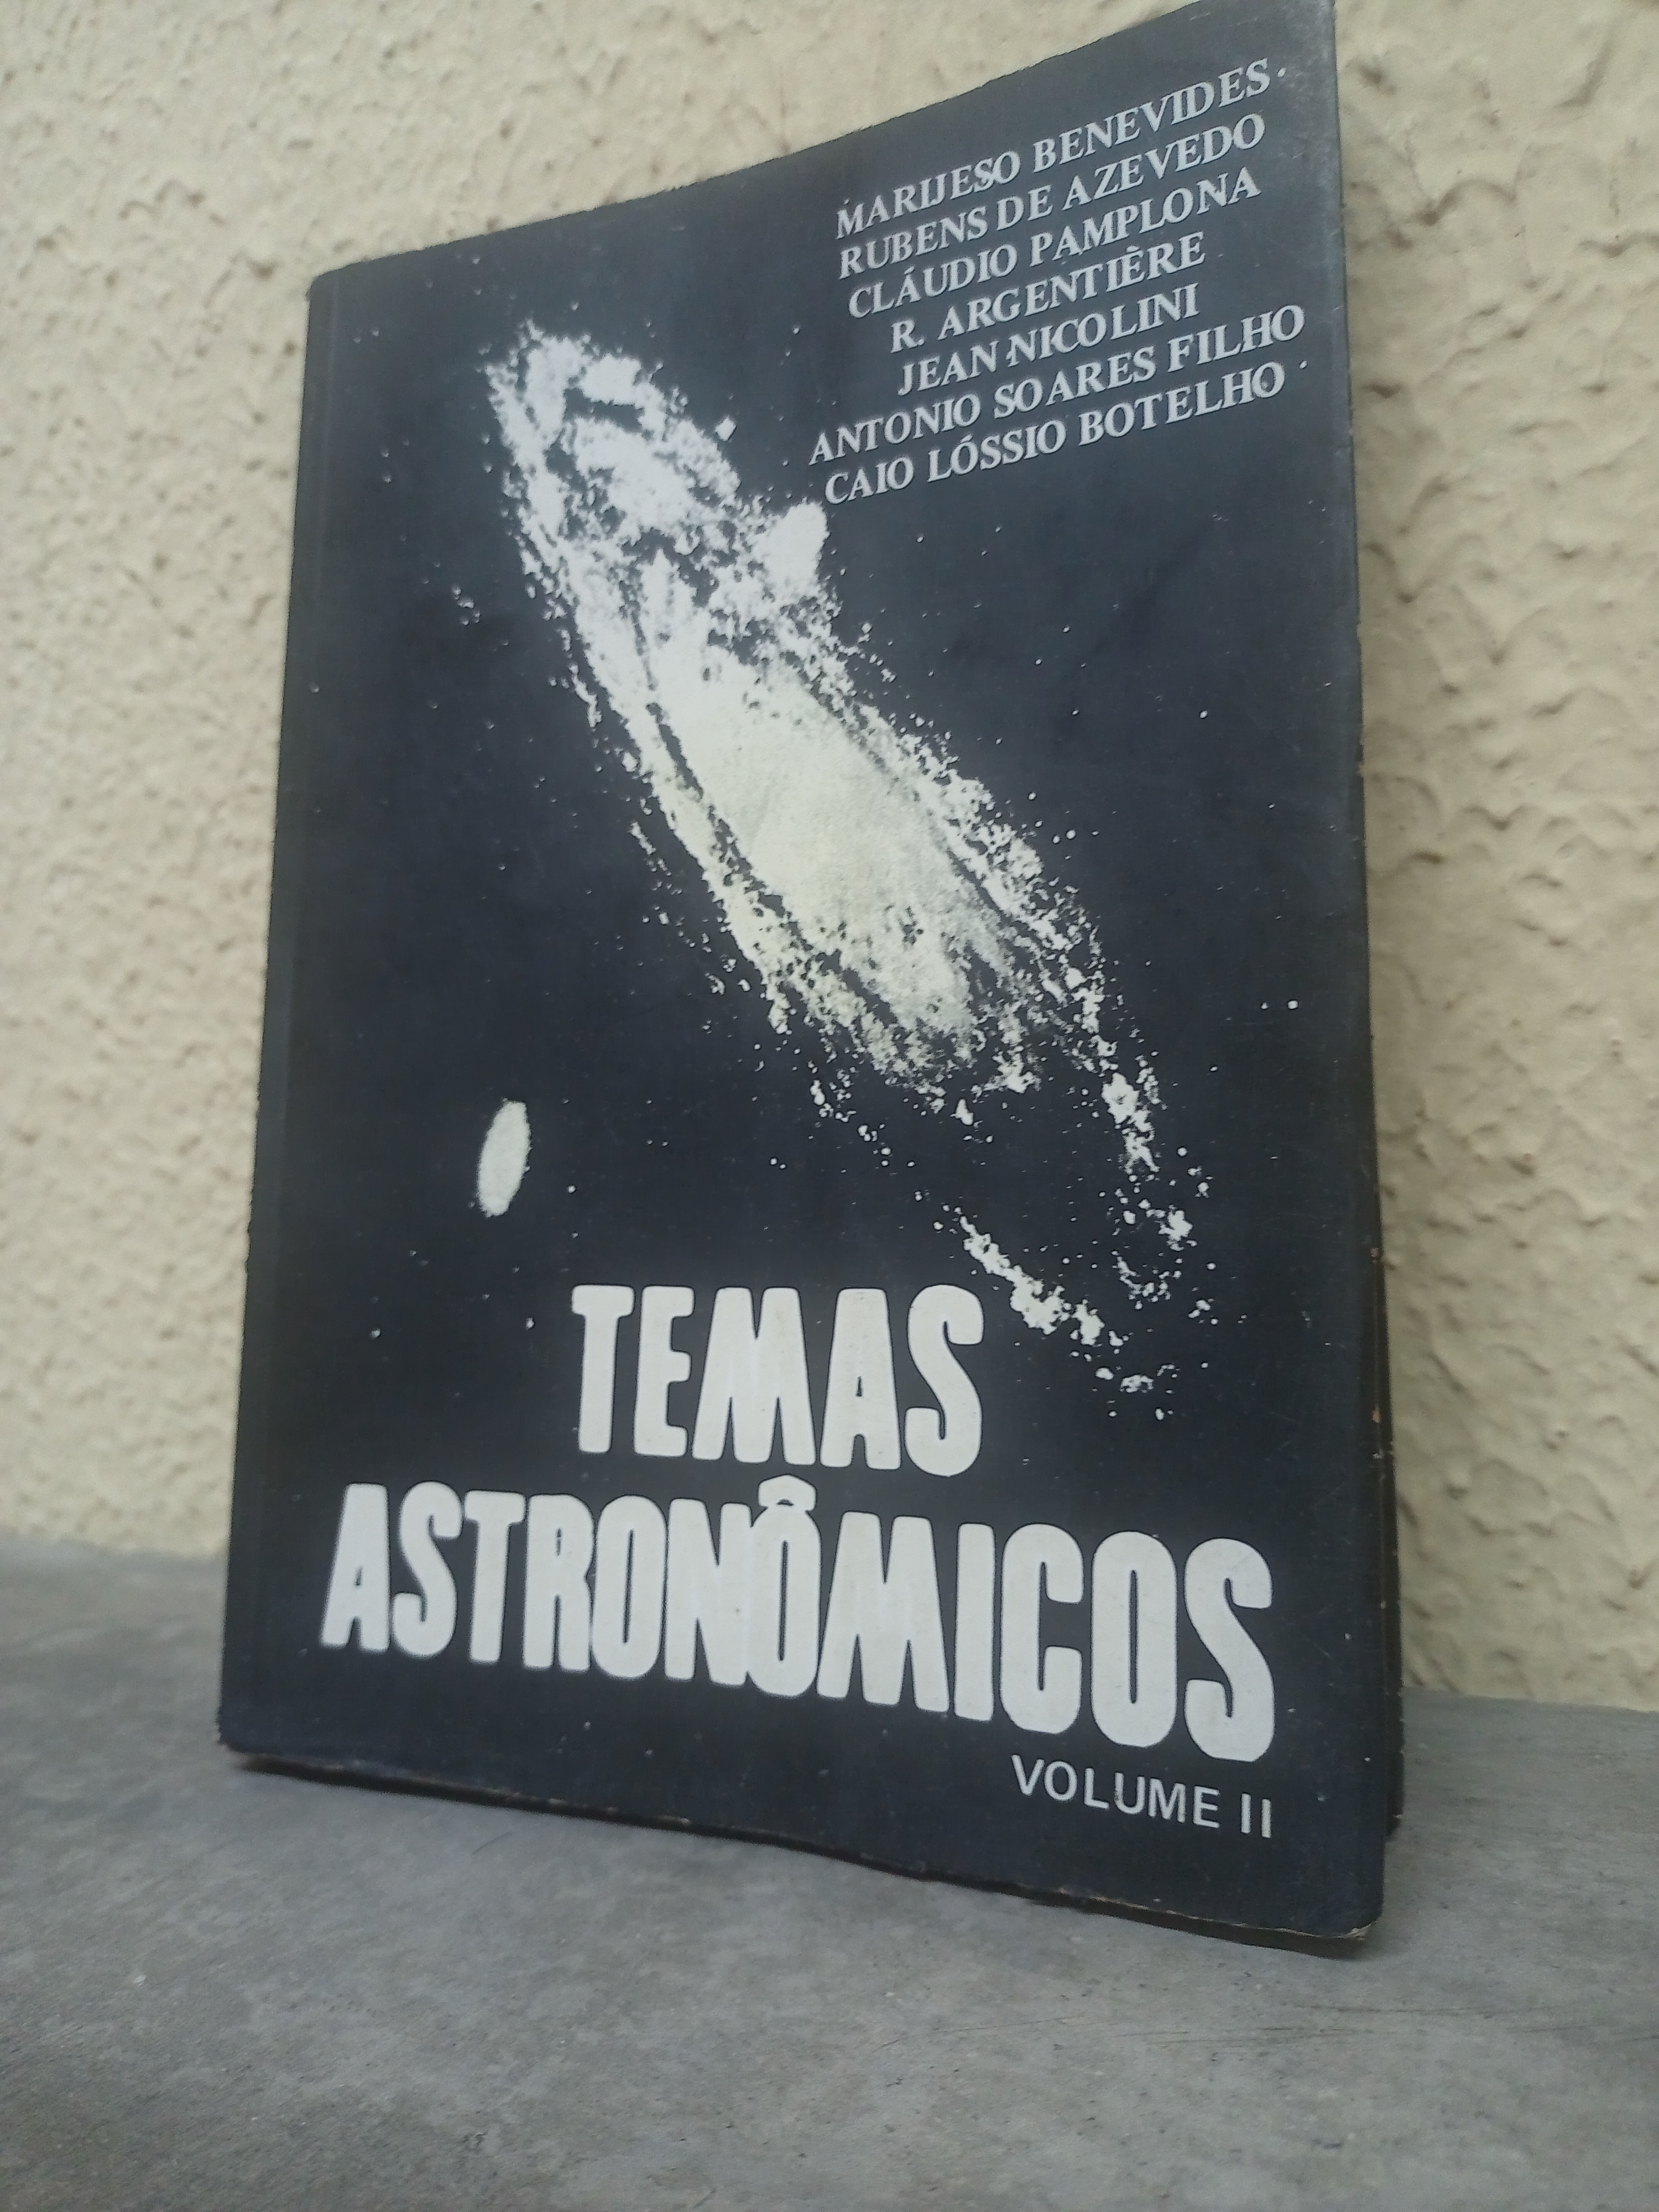 MARIJESO BENEVIDES
RUBENS DE AZEVEDO
CLÁUDIO PAMPLONA
R. ARGENTIÈRE
JEAN NICOLINI
ANTONIO SOARES FILHO
CAIO LÓSSIO BOTELHO
TEMAS
ASTRONÔMICOS
VOLUME II